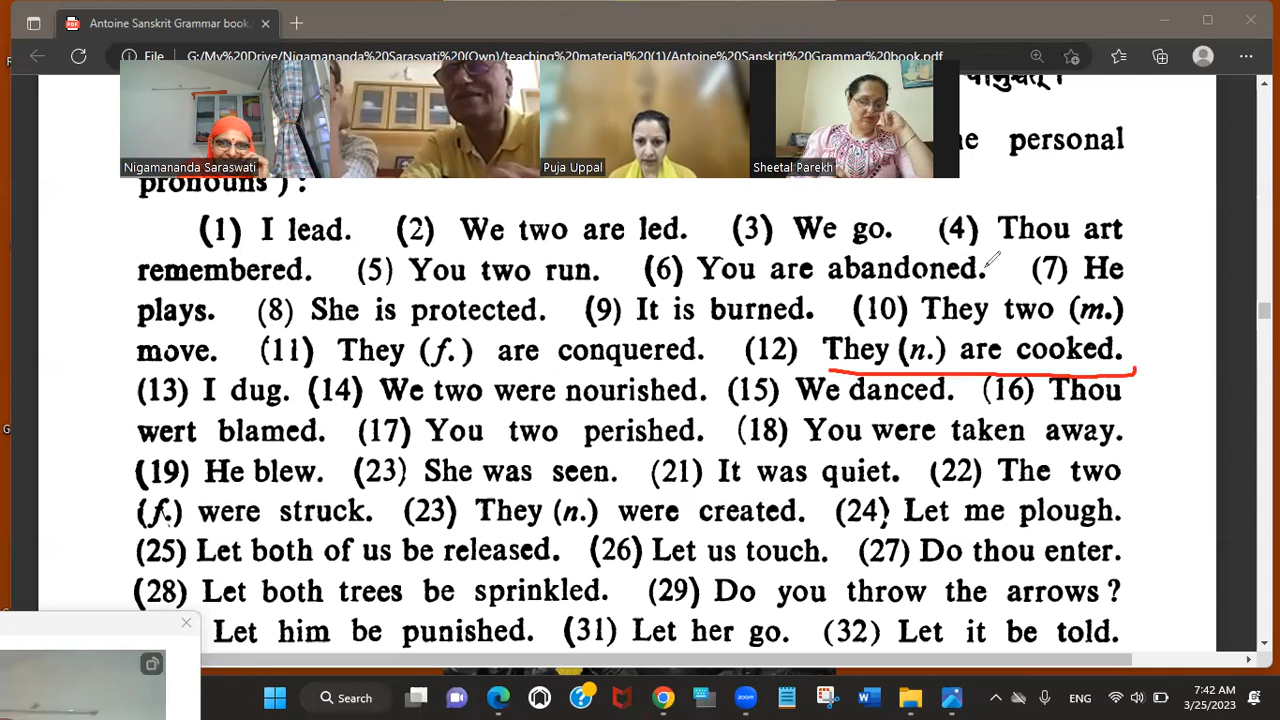 Antoine Sanskrit Grammar book.
File
G:/My%20Drive/Nigamananda%20Sarasvati%20(Own)/teaching%20material%20(1)/Antoine%20Sanskrit%20Grammar%20book.pdf
Nigamananda Saraswati
Puja Uppal
Sheetal Parekh
personal
pronouns ) :
(1) I lead. (2) We two are led. (3) We go. (4) Thou art
remembered. (5) You two run. (6) You are abandoned. (7) He
plays. (8) She is protected. (9) It is burned. (10) They two (m.)
move. (11) They (f.) are conquered. (12) They (n.) are cooked.
(13) I dug. (14) We two were nourished. (15) We danced. (16) Thou
wert blamed. (17) You two perished. (18) You were taken away.
(19) He blew. (23) She was seen. (21) It was quiet. (22) The two
(f.) were struck. (23) They (n.) were created. (24) Let me plough.
(25) Let both of us be released. (26) Let us touch. (27) Do thou enter.
(28) Let both trees be sprinkled. (29) Do you throw the arrows ?
Let him be punished. (31) Let her go. (32) Let it be told.
Search
ENG
7:42 AM
3/25/2023